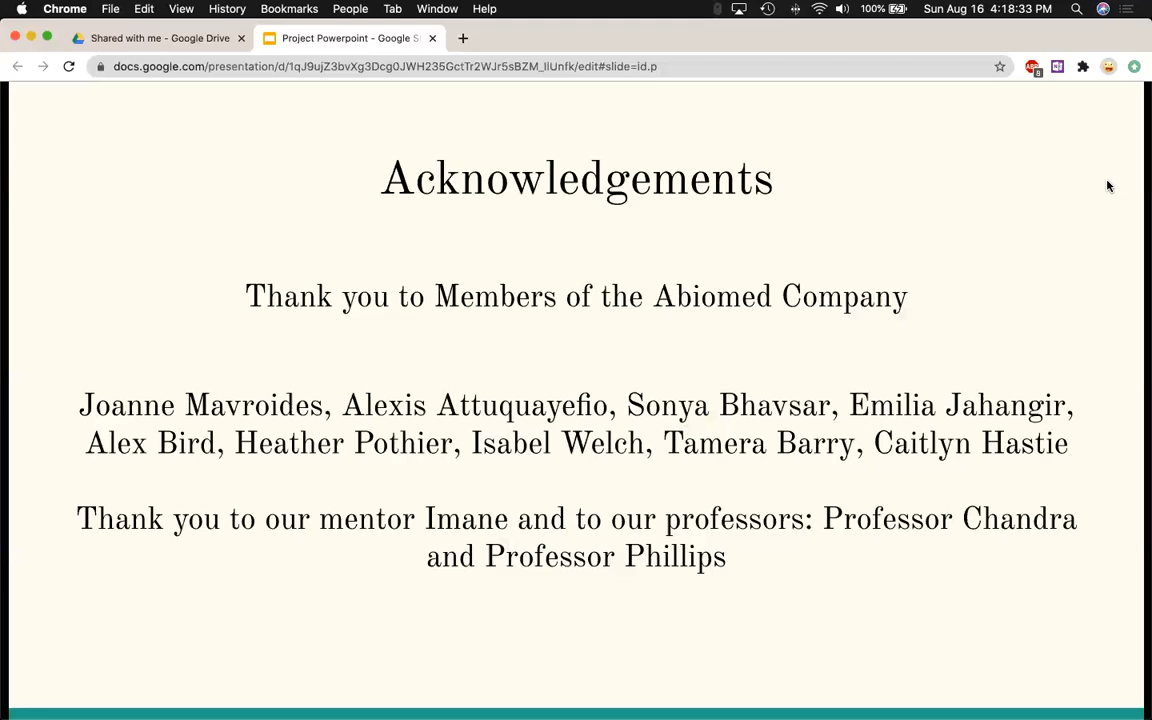 Chrome File Edit View History Bookmarks People Tab Window Help 100% Sun Aug 16 4:18:33 PM
Shared with me - Google Drive Project Powerpoint - Google S
docs.google.com/presentation/d/1qJ9ujZ3bvXg3Dcg0JWH235GctTr2WJr5sBZM_lIUnfk/edit#slide=id.p
ABP 8
Acknowledgements
Thank you to Members of the Abiomed Company
Joanne Mavroides, Alexis Attuquayefio, Sonya Bhavsar, Emilia Jahangir,
Alex Bird, Heather Pothier, Isabel Welch, Tamera Barry, Caitlyn Hastie
Thank you to our mentor Imane and to our professors: Professor Chandra
and Professor Phillips